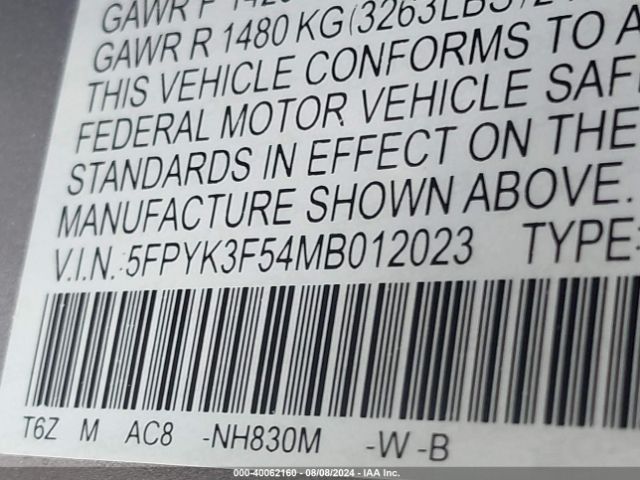 GAWR F 
GAWR R 1480 KG (3263LBS)
THIS VEHICLE CONFORMS TO A
FEDERAL MOTOR VEHICLE SAF
STANDARDS IN EFFECT ON THE
MANUFACTURE SHOWN ABOVE.
V.I.N.: 5FPYK3F54MB012023 TYPE:
T6Z M AC8 -NH830M -W -B
000-40062160 - 08/08/2024 - IAA Inc.